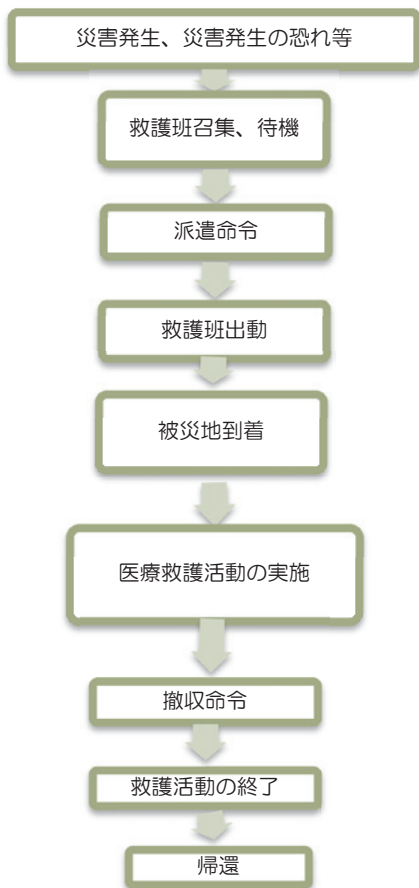 災害発生、災害発生の恐れ等
救護班召集、待機
派遣命令
救護班出動
被災地到着
医療救護活動の実施
撤収命令
救護活動の終了
帰還